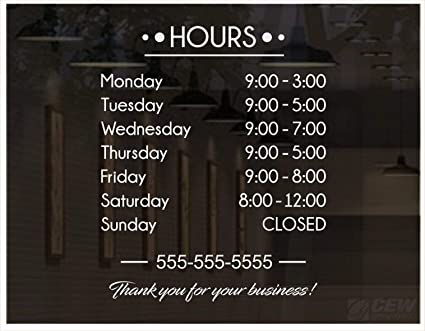 HOURS
Monday 9:00 - 3:00
Tuesday 9:00 - 5:00
Wednesday 9:00 - 7:00
Thursday 9:00 - 5:00
Friday 9:00 - 8:00
Saturday 8:00 - 12:00
Sunday CLOSED
555-555-5555
Thank you for your business!
CEW